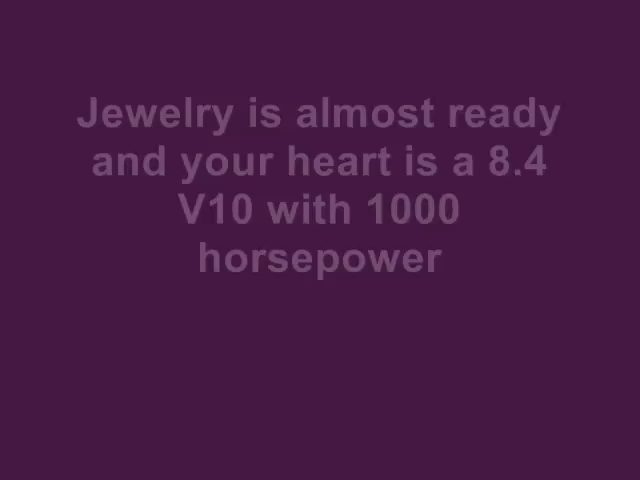 Jewelry is almost ready
and your heart is a 8.4
V10 with 1000
horsepower